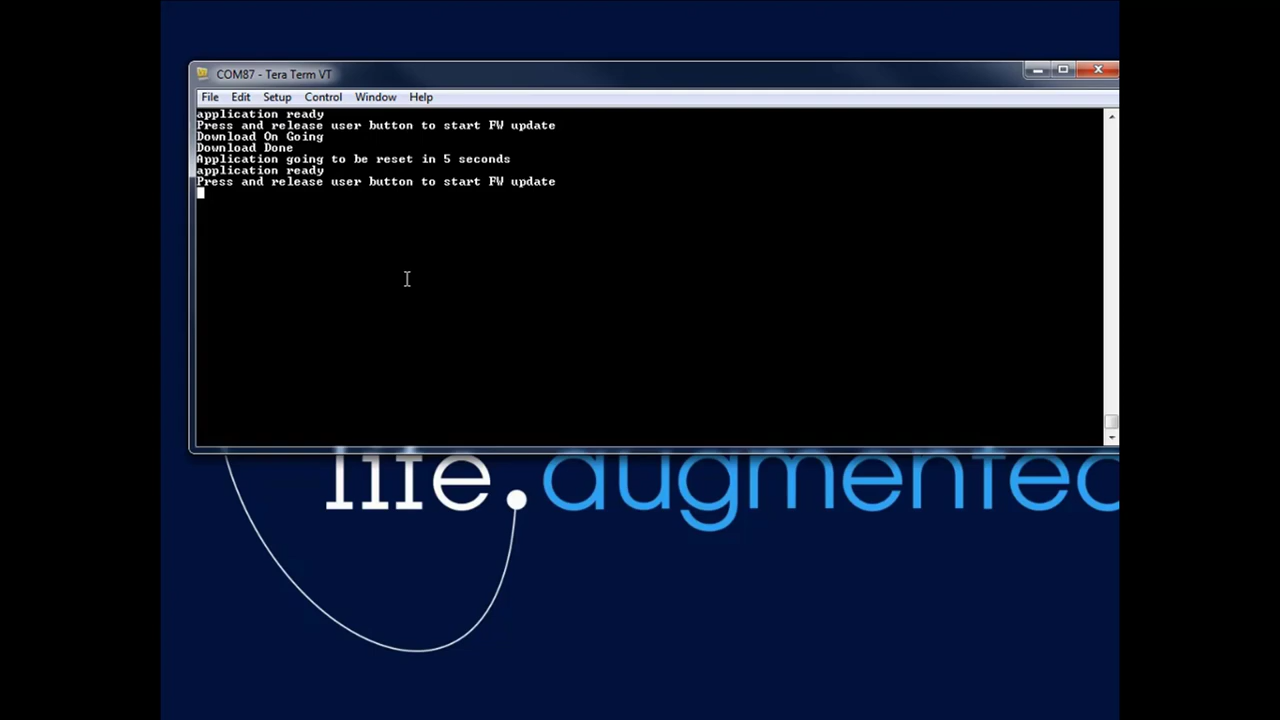 COM87 - Tera Term VT
File Edit Setup Control Window Help
application ready
Press and release user button to start FW update
Download On Going
Download Done
Application going to be reset in 5 seconds
application ready
Press and release user button to start FW update
life.augmented